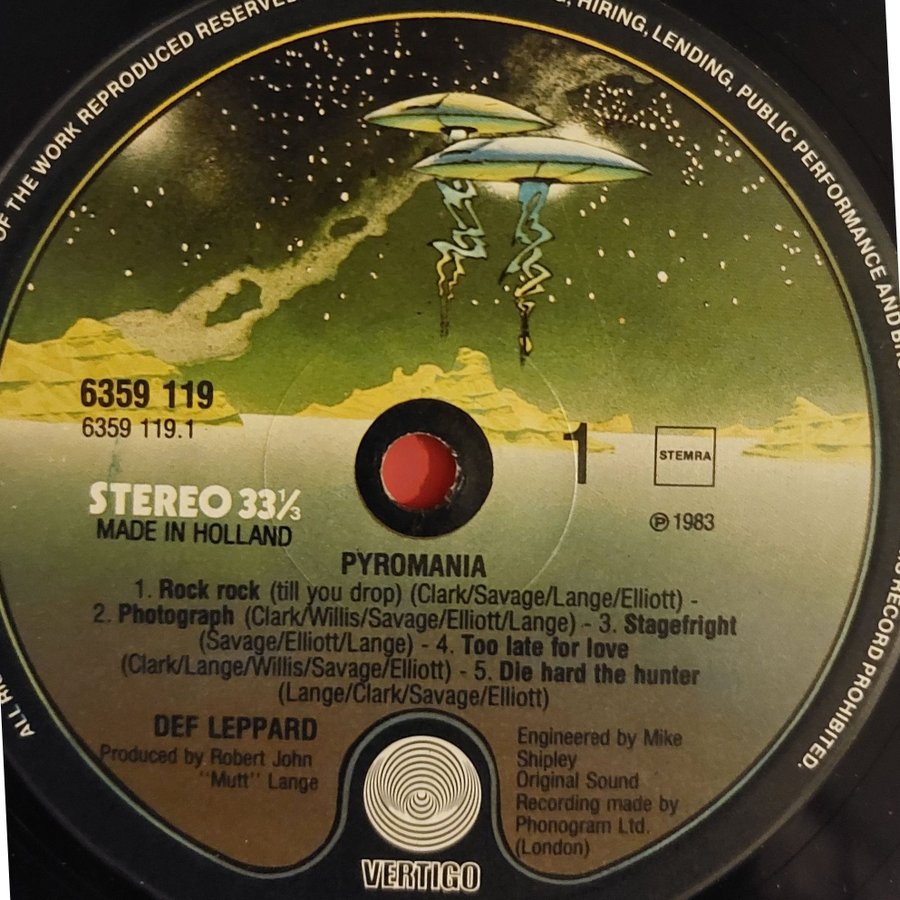 OF THE WORK REPRODUCED RESERVED
HIRING, LENDING, PUBLIC PERFORMANCE AND
RECORD PROHIBITED.
ALL
6359 119
6359 119.1
1
STEMRA
STEREO 33⅓
MADE IN HOLLAND
℗ 1983
PYROMANIA
1. Rock rock (till you drop) (Clark/Savage/Lange/Elliott) -
2. Photograph (Clark/Willis/Savage/Elliott/Lange) - 3. Stagefright
(Savage/Elliott/Lange) - 4. Too late for love
(Clark/Lange/Willis/Savage/Elliott) - 5. Die hard the hunter
(Lange/Clark/Savage/Elliott)
DEF LEPPARD
Produced by Robert John
"Mutt" Lange
Engineered by Mike
Shipley
Original Sound
Recording made by
Phonogram Ltd.
(London)
VERTIGO